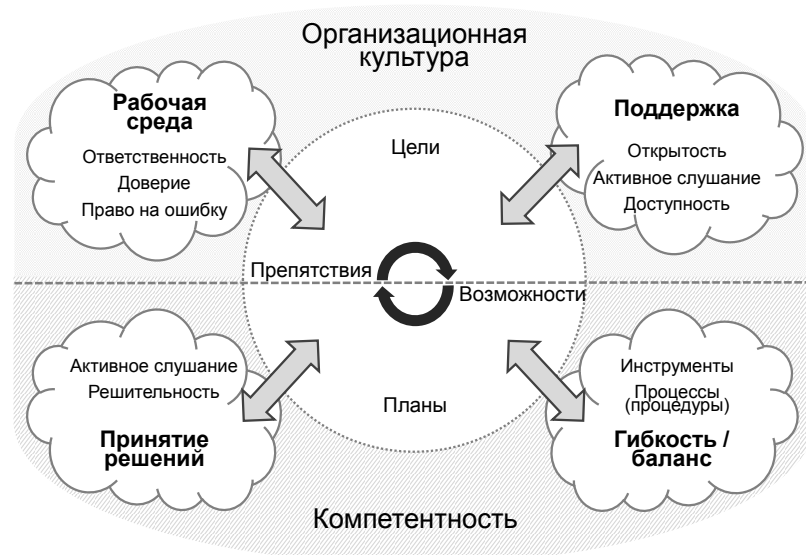 Организационная
культура
Рабочая
среда
Ответственность
Доверие
Право на ошибку
Цели
Поддержка
Открытость
Активное слушание
Доступность
Препятствия
Возможности
Активное слушание
Решительность
Принятие
решений
Планы
Инструменты
Процессы
(процедуры)
Гибкость /
баланс
Компетентность